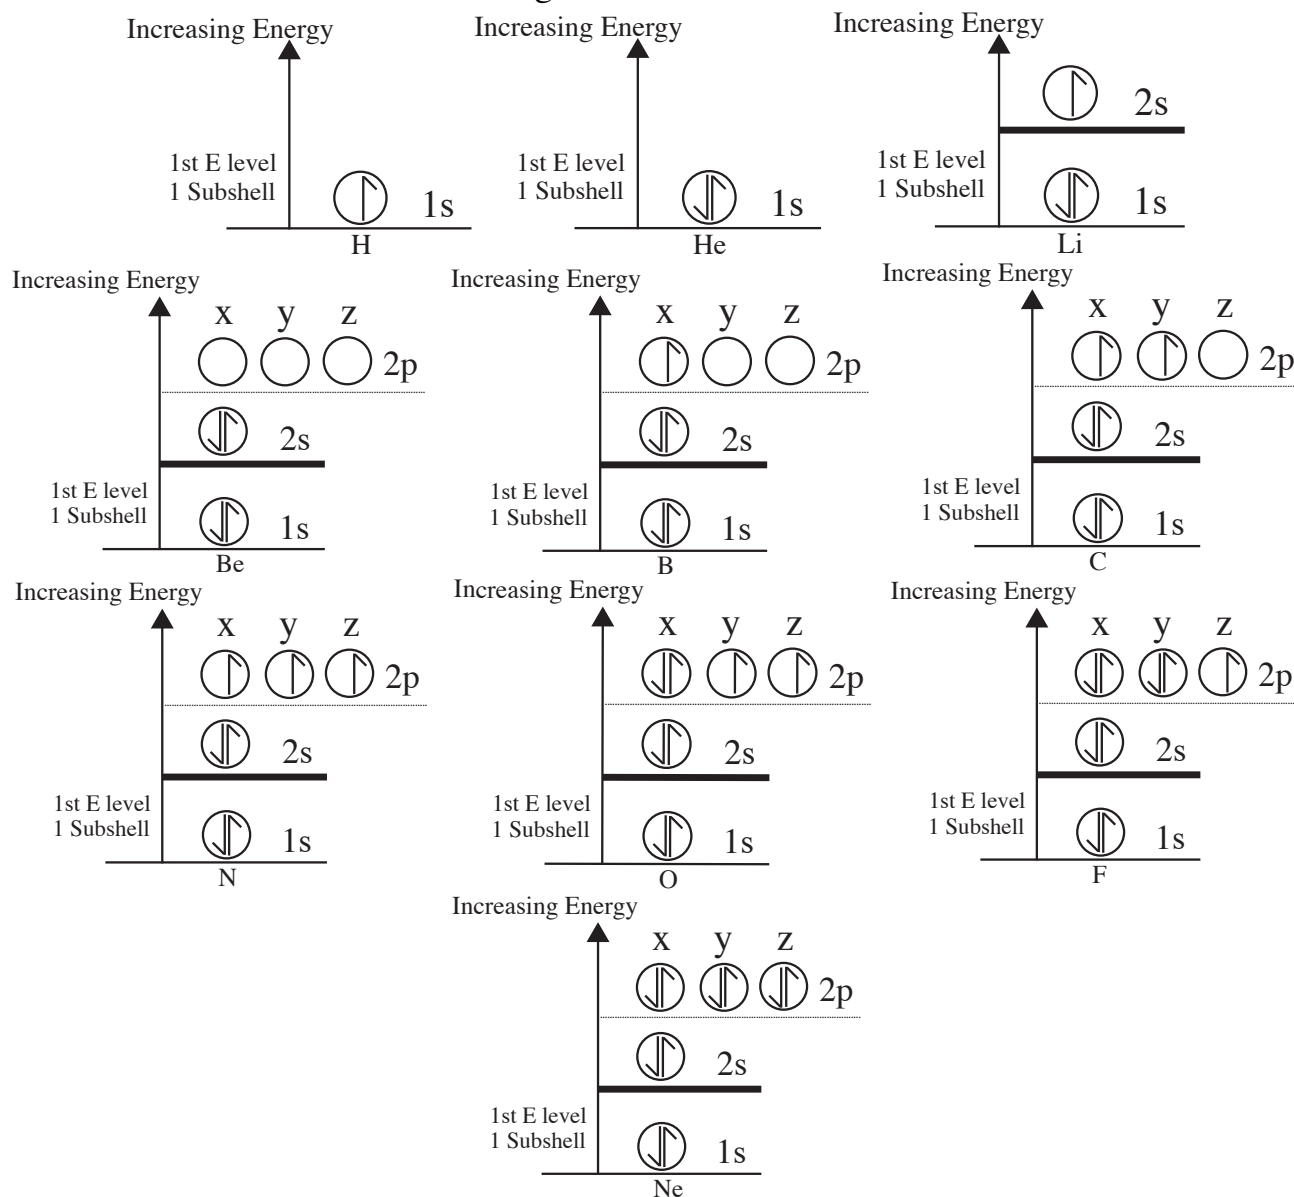 Increasing Energy
1st E level
1 Subshell
1s
H
Increasing Energy
1st E level
1 Subshell
1s
He
Increasing Energy
2s
1st E level
1 Subshell
1s
Li
Increasing Energy
x y z
2p
2s
1st E level
1 Subshell
1s
Be
Increasing Energy
x y z
2p
2s
1st E level
1 Subshell
1s
B
Increasing Energy
x y z
2p
2s
1st E level
1 Subshell
1s
C
Increasing Energy
x y z
2p
2s
1st E level
1 Subshell
1s
N
Increasing Energy
x y z
2p
2s
1st E level
1 Subshell
1s
O
Increasing Energy
x y z
2p
2s
1st E level
1 Subshell
1s
F
Increasing Energy
x y z
2p
2s
1st E level
1 Subshell
1s
Ne